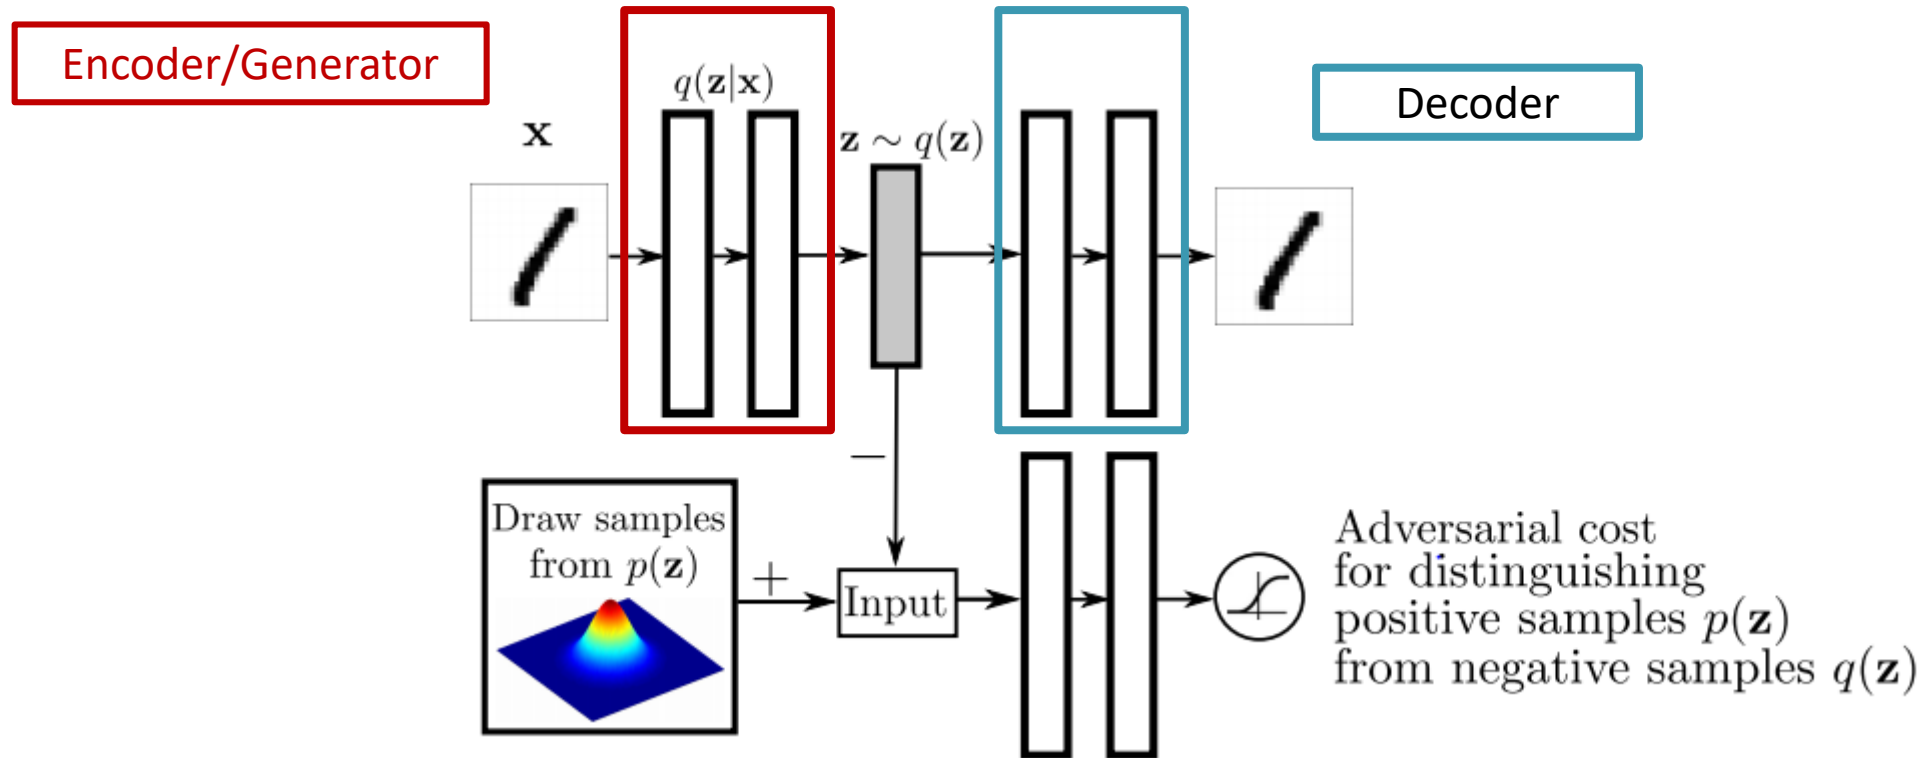 Encoder/Generator
q(z|x)
Decoder
x
z ∼ q(z)
−
Draw samples
from p(z)
+
Input
Adversarial cost
for distinguishing
positive samples p(z)
from negative samples q(z)